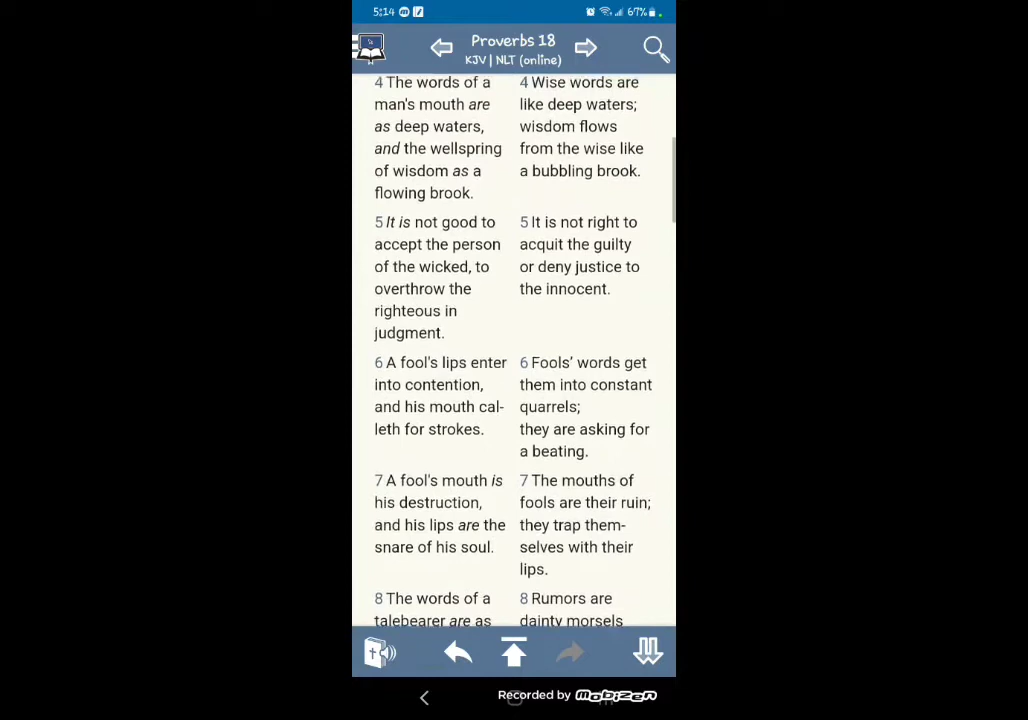 5:14
67%
Proverbs 18
KJV | NLT (online)
4 The words of a
man's mouth are
as deep waters,
and the wellspring
of wisdom as a
flowing brook.
4 Wise words are
like deep waters;
wisdom flows
from the wise like
a bubbling brook.
5 It is not good to
accept the person
of the wicked, to
overthrow the
righteous in
judgment.
5 It is not right to
acquit the guilty
or deny justice to
the innocent.
6 A fool's lips enter
into contention,
and his mouth cal-
leth for strokes.
6 Fools’ words get
them into constant
quarrels;
they are asking for
a beating.
7 A fool's mouth is
his destruction,
and his lips are the
snare of his soul.
7 The mouths of
fools are their ruin;
they trap them-
selves with their
lips.
8 The words of a
talebearer are as
8 Rumors are
dainty morsels
Recorded by mobizen